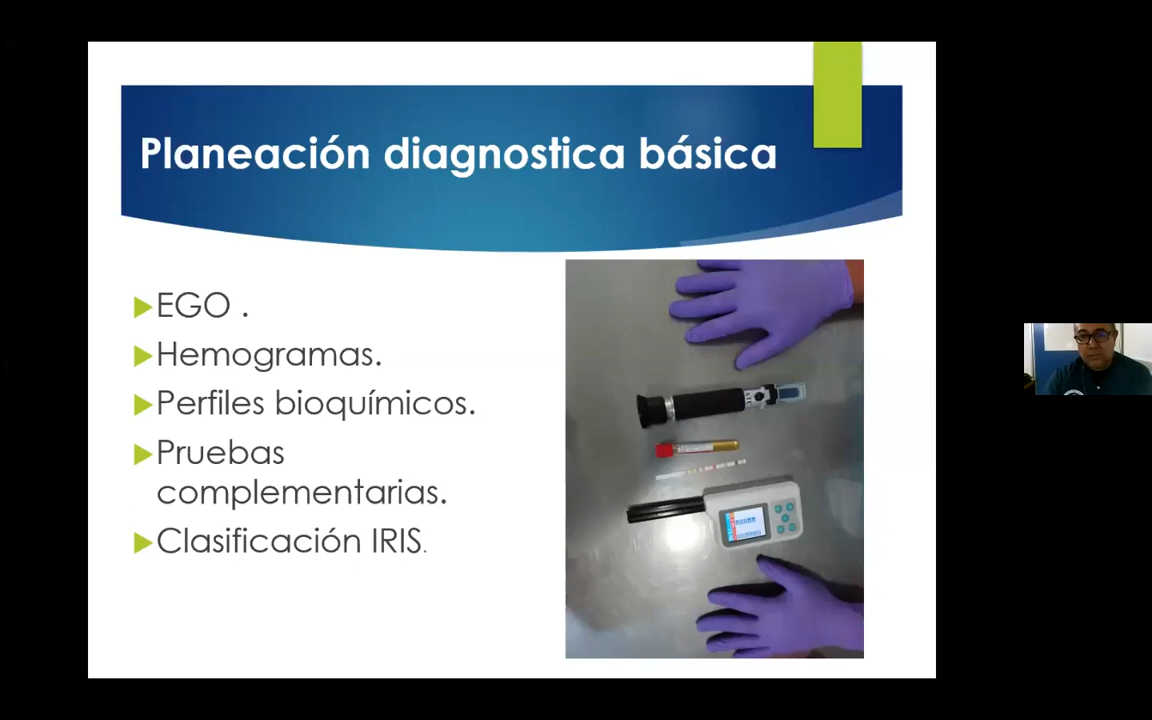 Planeación diagnostica básica
EGO .
Hemogramas.
Perfiles bioquímicos.
Pruebas
complementarias.
Clasificación IRIS.